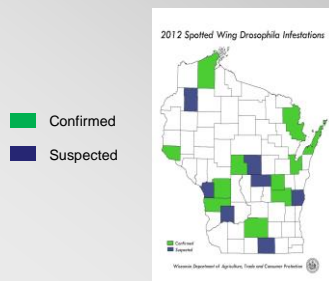 2012 Spotted Wing Drosophila Infestations
Confirmed
Suspected
Confirmed
Suspected
Wisconsin Department of Agriculture, Trade and Consumer Protection